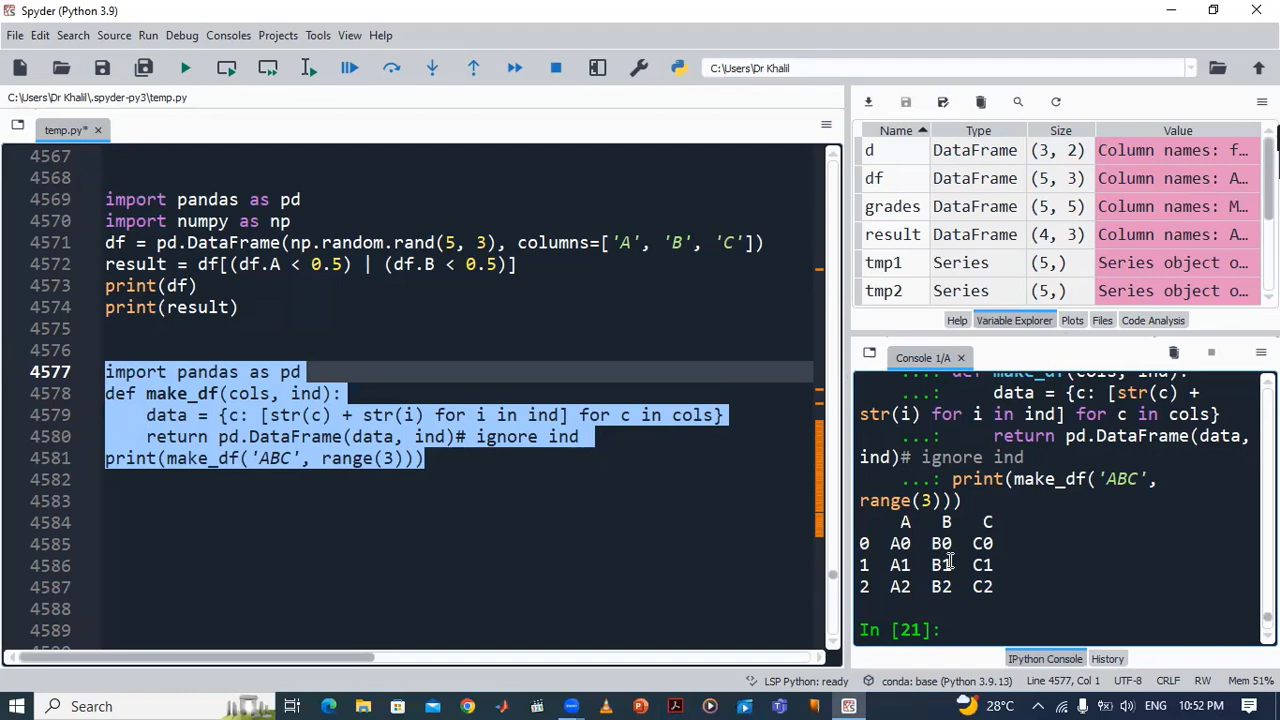 Spyder (Python 3.9)
File Edit Search Source Run Debug Consoles Projects Tools View Help
C:\Users\Dr Khalil
C:\Users\Dr Khalil\.spyder-py3\temp.py
temp.py*
4567
4568
4569 import pandas as pd
4570 import numpy as np
4571 df = pd.DataFrame(np.random.rand(5, 3), columns=['A', 'B', 'C'])
4572 result = df[(df.A < 0.5) | (df.B < 0.5)]
4573 print(df)
4574 print(result)
4575
4576
4577 import pandas as pd
4578 def make_df(cols, ind):
4579 data = {c: [str(c) + str(i) for i in ind] for c in cols}
4580 return pd.DataFrame(data, ind)# ignore ind
4581 print(make_df('ABC', range(3)))
4582
4583
4584
4585
4586
4587
4588
4589
Name Type Size Value
d DataFrame (3, 2) Column names: f…
df DataFrame (5, 3) Column names: A…
grades DataFrame (5, 5) Column names: M…
result DataFrame (4, 3) Column names: A…
tmp1 Series (5,) Series object o…
tmp2 Series (5,) Series object o…
Help Variable Explorer Plots Files Code Analysis
Console 1/A
...: def make_df(cols, ind):
...: data = {c: [str(c) +
str(i) for i in ind] for c in cols}
...: return pd.DataFrame(data,
ind)# ignore ind
...: print(make_df('ABC',
range(3)))
A B C
0 A0 B0 C0
1 A1 B1 C1
2 A2 B2 C2
In [21]:
IPython Console History
LSP Python: ready conda: base (Python 3.9.13) Line 4577, Col 1 UTF-8 CRLF RW Mem 51%
Search 28°C 10:52 PM